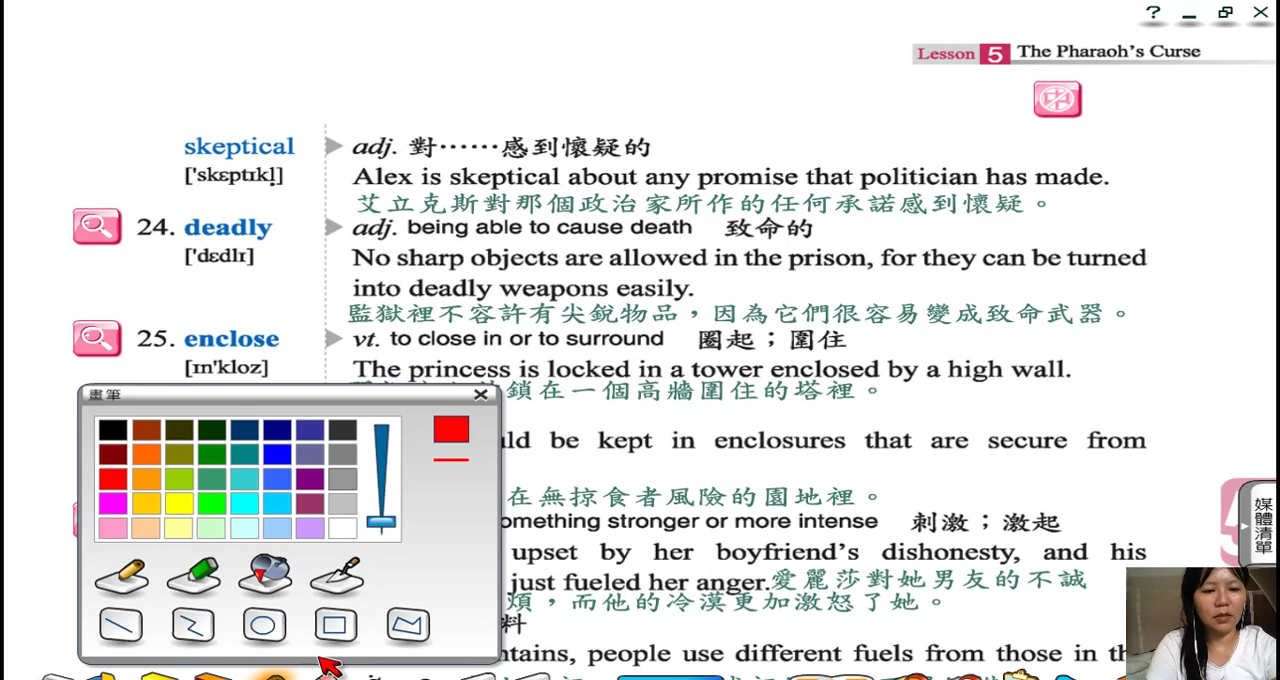 Lesson 5 The Pharaoh's Curse
skeptical adj. 對……感到懷疑的
['skɛptɪkl̩] Alex is skeptical about any promise that politician has made.
艾立克斯對那個政治家所作的任何承諾感到懷疑。
24. deadly adj. being able to cause death 致命的
['dɛdlɪ] No sharp objects are allowed in the prison, for they can be turned
into deadly weapons easily.
監獄裡不容許有尖銳物品，因為它們很容易變成致命武器。
25. enclose vt. to close in or to surround 圈起；圍住
[ɪn'kloz] The princess is locked in a tower enclosed by a high wall.
鎖在一個高牆圍住的塔裡。
畫筆
be kept in enclosures that are secure from
在無掠食者風險的園地裡。
something stronger or more intense 刺激；激起
upset by her boyfriend's dishonesty, and his
just fueled her anger. 愛麗莎對她男友的不誠
煩，而他的冷漠更加激怒了她。
料
people use different fuels from those in
媒體清單